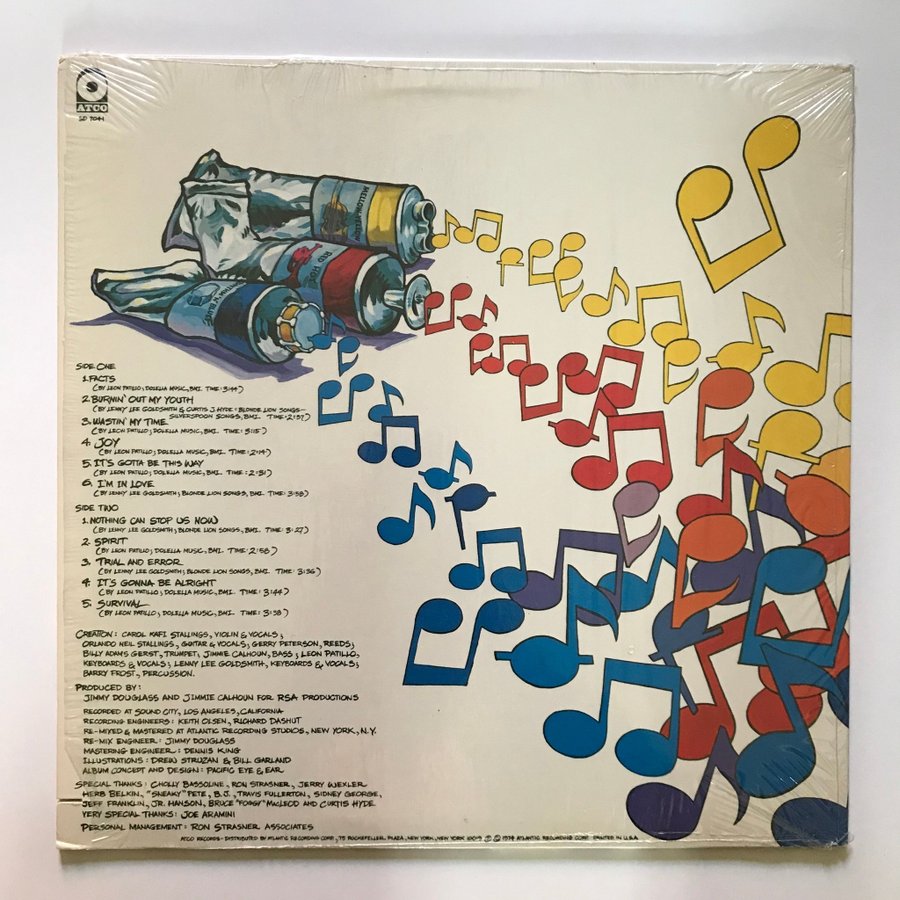 ATCO
SD 7041
MELLOW YELLOW
RED HOT
SIDE ONE
1. FACTS
(BY LEON PATILLO; DOLELLA MUSIC, BMI. TIME: 3:44)
2. BURNIN' OUT MY YOUTH
(BY LENNY LEE GOLDSMITH & CURTIS J. HYDE: BLONDE LION SONGS-
SILVERSPOON SONGS, BMI. TIME: 2:37)
3. WASTIN' MY TIME
(BY LEON PATILLO; DOLELLA MUSIC, BMI. TIME: 3:15)
4. JOY
(BY LEON PATILLO; DOLELLA MUSIC, BMI. TIME: 2:14)
5. IT'S GOTTA BE THIS WAY
(BY LEON PATILLO; DOLELLA MUSIC, BMI. TIME: 2:31)
6. I'M IN LOVE
(BY LENNY LEE GOLDSMITH; BLONDE LION SONGS, BMI. TIME: 3:58)
SIDE TWO
1. NOTHING CAN STOP US NOW
(BY LENNY LEE GOLDSMITH; BLONDE LION SONGS, BMI. TIME: 3:27)
2. SPIRIT
(BY LEON PATILLO; DOLELLA MUSIC, BMI. TIME: 2:58)
3. TRIAL AND ERROR
(BY LENNY LEE GOLDSMITH; BLONDE LION SONGS, BMI. TIME: 3:36)
4. IT'S GONNA BE ALRIGHT
(BY LEON PATILLO; DOLELLA MUSIC, BMI. TIME: 3:44)
5. SURVIVAL
(BY LEON PATILLO; DOLELLA MUSIC, BMI. TIME: 3:38)
CREATION: CAROL KAFI STALLINGS, VIOLIN & VOCALS;
ORLANDO NEIL STALLINGS, GUITAR & VOCALS; GERRY PETERSON, REEDS;
BILLY ADAMS GERST, TRUMPET; JIMMIE CALHOUN, BASS; LEON PATILLO,
KEYBOARDS & VOCALS; LENNY LEE GOLDSMITH, KEYBOARDS & VOCALS;
BARRY FROST, PERCUSSION.
PRODUCED BY:
JIMMY DOUGLASS AND JIMMIE CALHOUN FOR RSA PRODUCTIONS
RECORDED AT SOUND CITY, LOS ANGELES, CALIFORNIA
RECORDING ENGINEERS: KEITH OLSEN, RICHARD DASHUT
RE-MIXED & MASTERED AT ATLANTIC RECORDING STUDIOS, NEW YORK, N.Y.
RE-MIX ENGINEER: JIMMY DOUGLASS
MASTERING ENGINEER: DENNIS KING
ILLUSTRATIONS: DREW STRUZAN & BILL GARLAND
ALBUM CONCEPT AND DESIGN: PACIFIC EYE & EAR
SPECIAL THANKS: CHOLLY BASSOLINE, RON STRASNER, JERRY WEXLER,
HERB BELKIN, "SNEAKY" PETE, B.J., TRAVIS FULLERTON, SIDNEY GEORGE,
JEFF FRANKLIN, JR. HANSON, BRUCE "FOGGY" MACLEOD AND CURTIS HYDE.
VERY SPECIAL THANKS: JOE ARAMINI
PERSONAL MANAGEMENT: RON STRASNER ASSOCIATES
ATCO RECORDS · DISTRIBUTED BY ATLANTIC RECORDING CORP., 75 ROCKEFELLER PLAZA, NEW YORK, NEW YORK 10019 Ⓟ © 1974 ATLANTIC RECORDING CORP. PRINTED IN U.S.A.